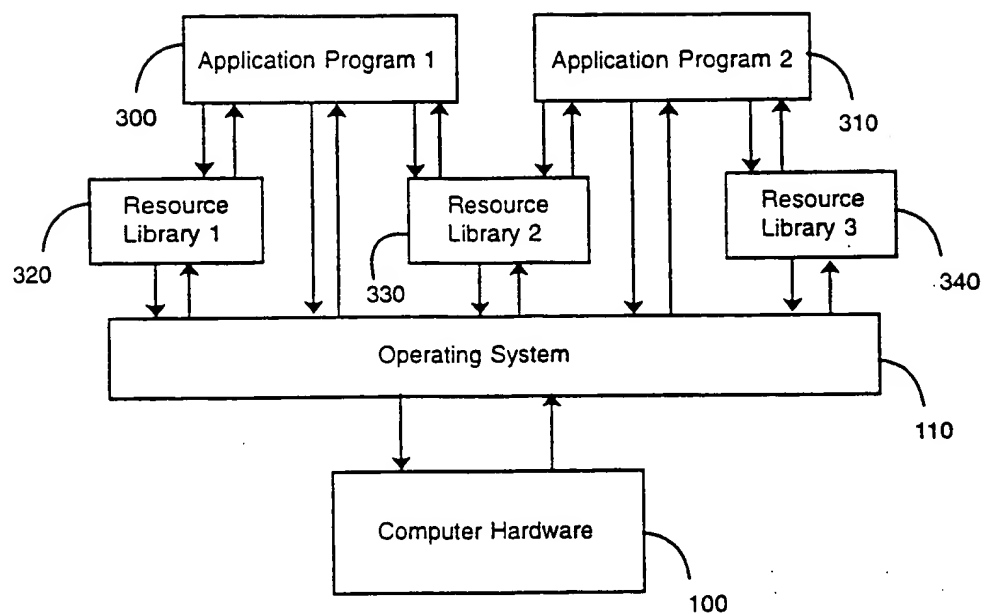 Application Program 1
Application Program 2
300
310
Resource
Library 1
Resource
Library 2
Resource
Library 3
320
330
340
Operating System
110
Computer Hardware
100